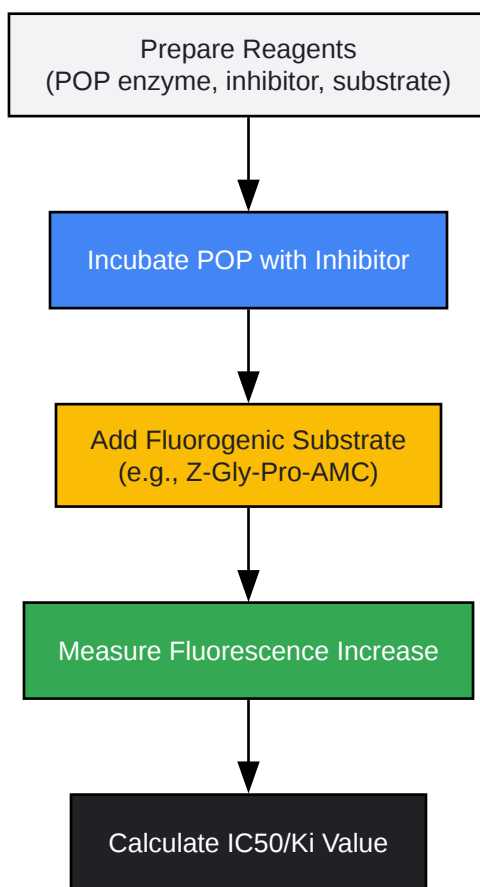 Prepare Reagents
(POP enzyme, inhibitor, substrate)
Incubate POP with Inhibitor
Add Fluorogenic Substrate
(e.g., Z-Gly-Pro-AMC)
Measure Fluorescence Increase
Calculate IC50/Ki Value